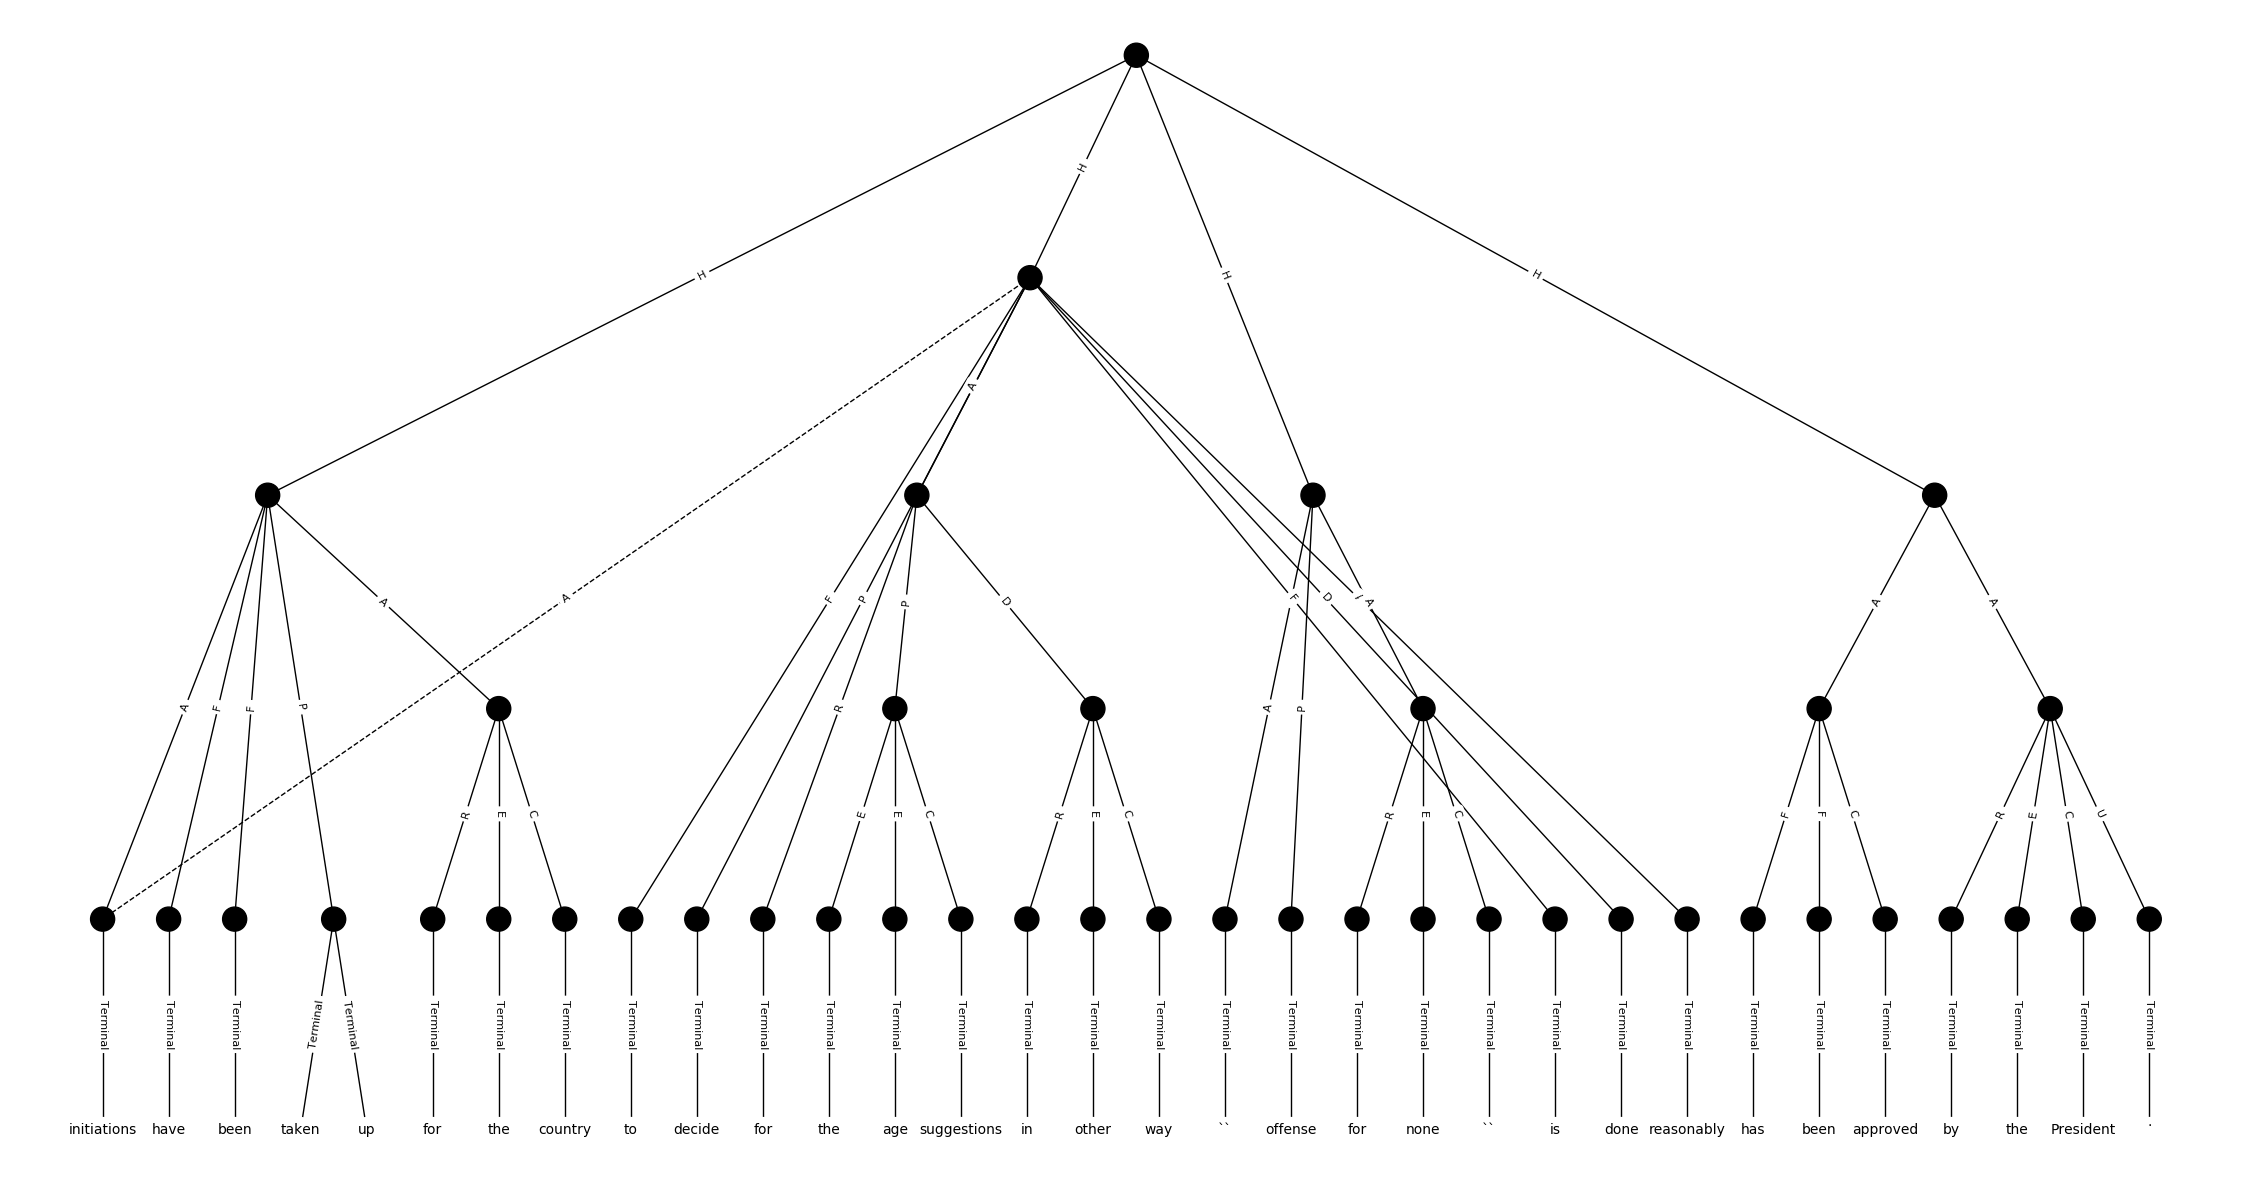 H
H
H
H
A
A
A
F
P
P
D
F
D
A
A
A
A
F
F
P
R
A
P
R
E
C
E
E
C
R
E
C
R
E
C
F
F
C
R
E
C
U
Terminal Terminal Terminal Terminal Terminal Terminal Terminal Terminal Terminal Terminal Terminal Terminal Terminal Terminal Terminal Terminal Terminal Terminal Terminal Terminal Terminal Terminal Terminal Terminal Terminal Terminal Terminal Terminal Terminal Terminal Terminal Terminal
initiations have been taken up for the country to decide for the age suggestions in other way `` offense for none `` is done reasonably has been approved by the President .